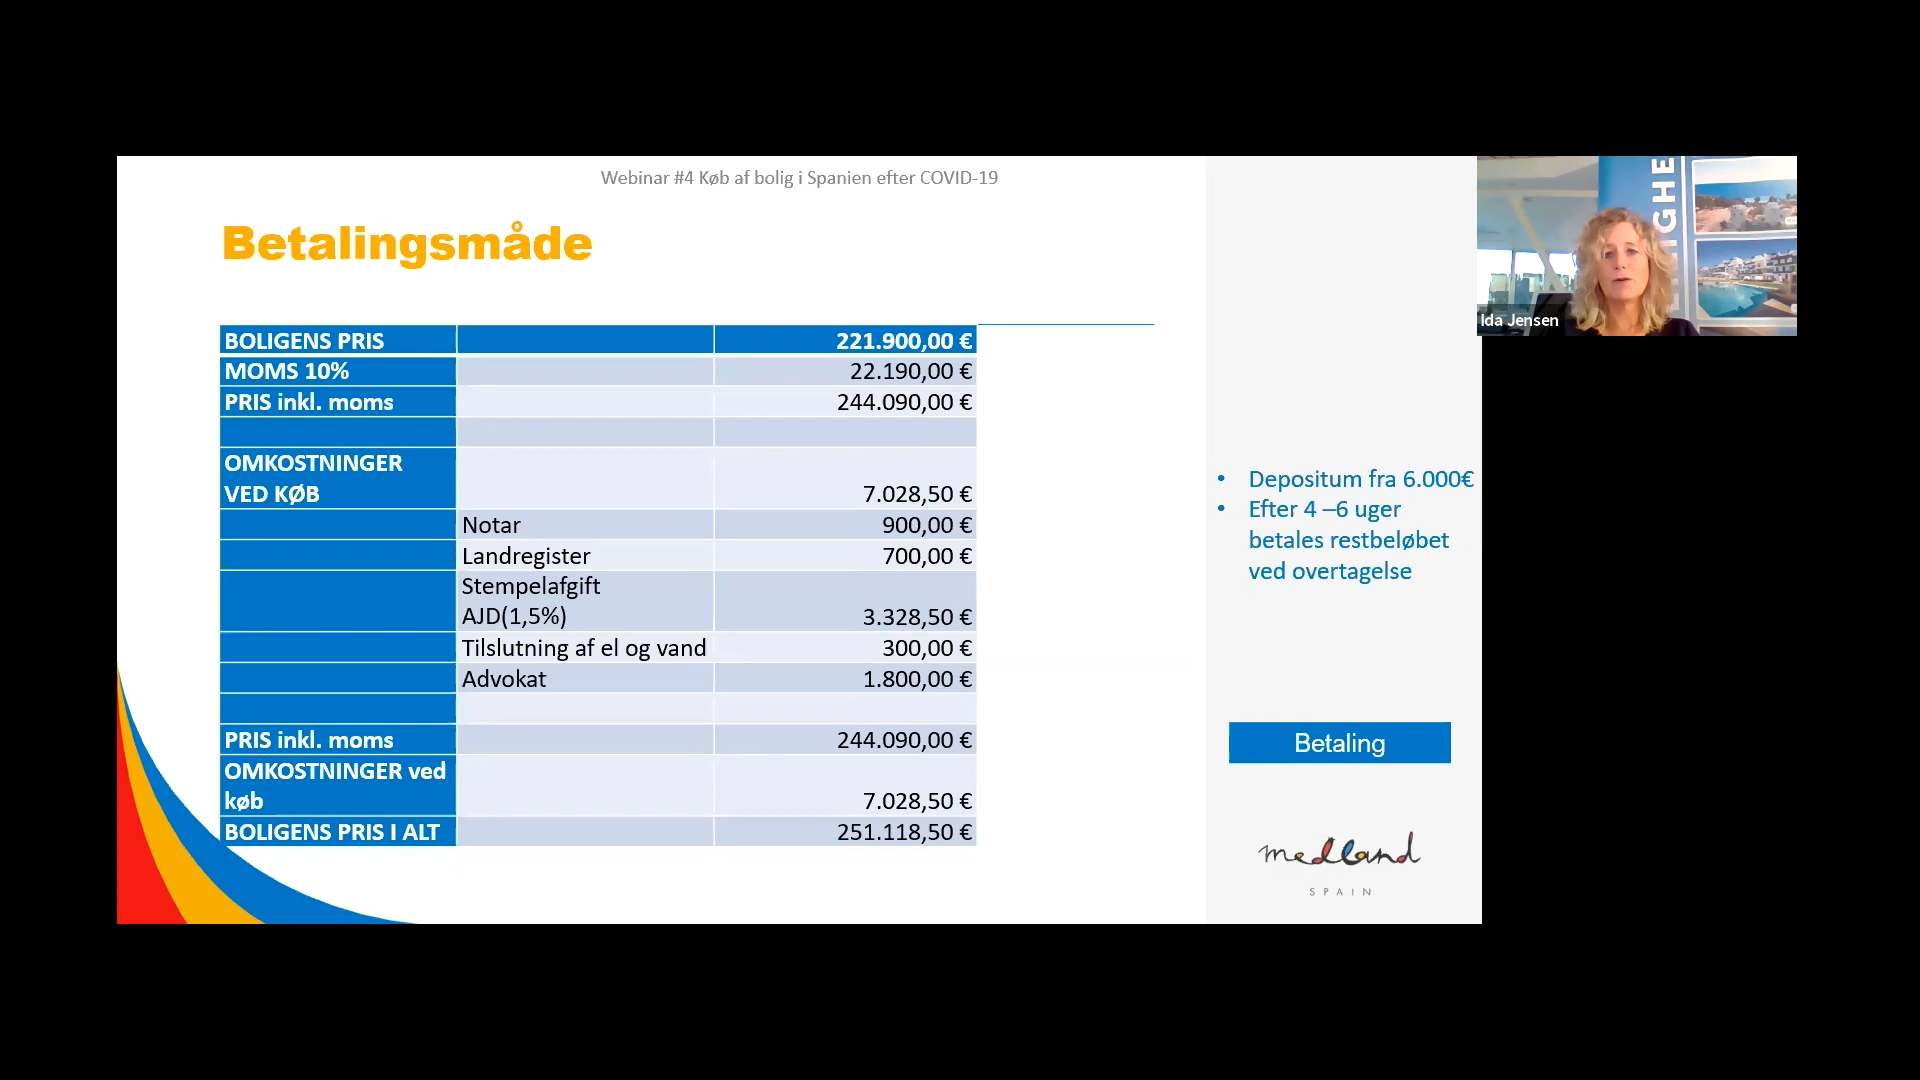 Webinar #4 Køb af bolig i Spanien efter COVID-19
Betalingsmåde
BOLIGENS PRIS 221.900,00 €
MOMS 10% 22.190,00 €
PRIS inkl. moms 244.090,00 €
OMKOSTNINGER
VED KØB 7.028,50 €
Notar 900,00 €
Landregister 700,00 €
Stempelafgift
AJD(1,5%) 3.328,50 €
Tilslutning af el og vand 300,00 €
Advokat 1.800,00 €
PRIS inkl. moms 244.090,00 €
OMKOSTNINGER ved
køb 7.028,50 €
BOLIGENS PRIS I ALT 251.118,50 €
• Depositum fra 6.000€
• Efter 4 –6 uger
betales restbeløbet
ved overtagelse
Betaling
medland
SPAIN
Ida Jensen